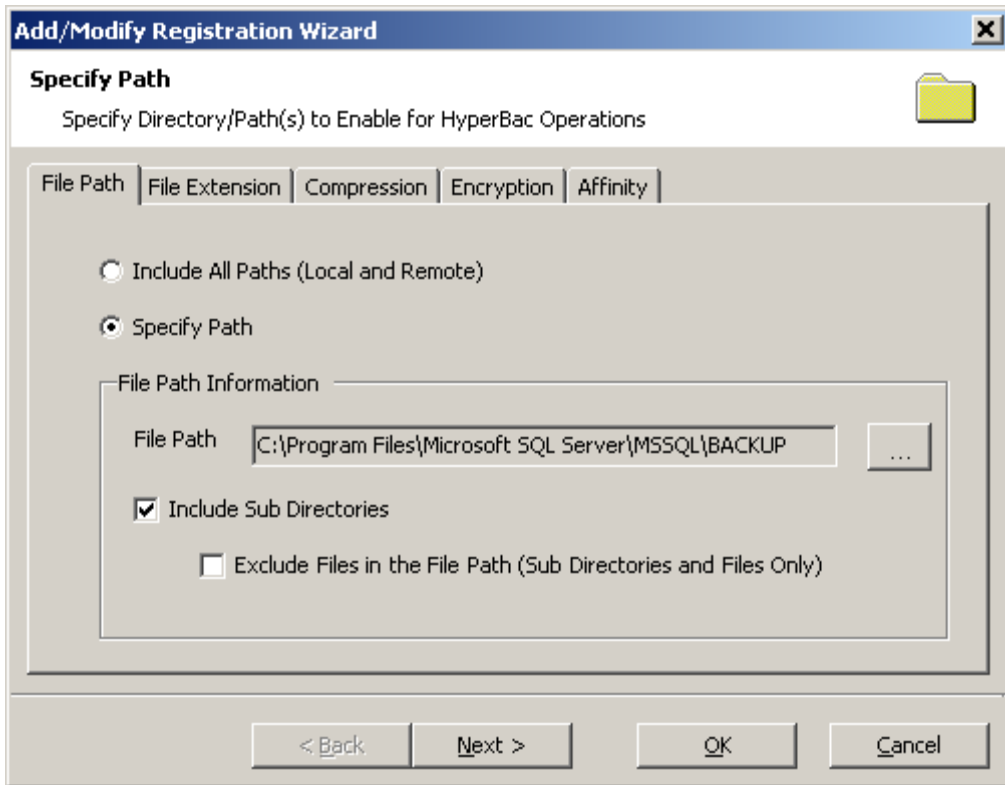 Add/Modify Registration Wizard
Specify Path
Specify Directory/Path(s) to Enable for HyperBac Operations
File Path File Extension Compression Encryption Affinity
Include All Paths (Local and Remote)
Specify Path
File Path Information
File Path C:\Program Files\Microsoft SQL Server\MSSQL\BACKUP ...
Include Sub Directories
Exclude Files in the File Path (Sub Directories and Files Only)
< Back Next > OK Cancel